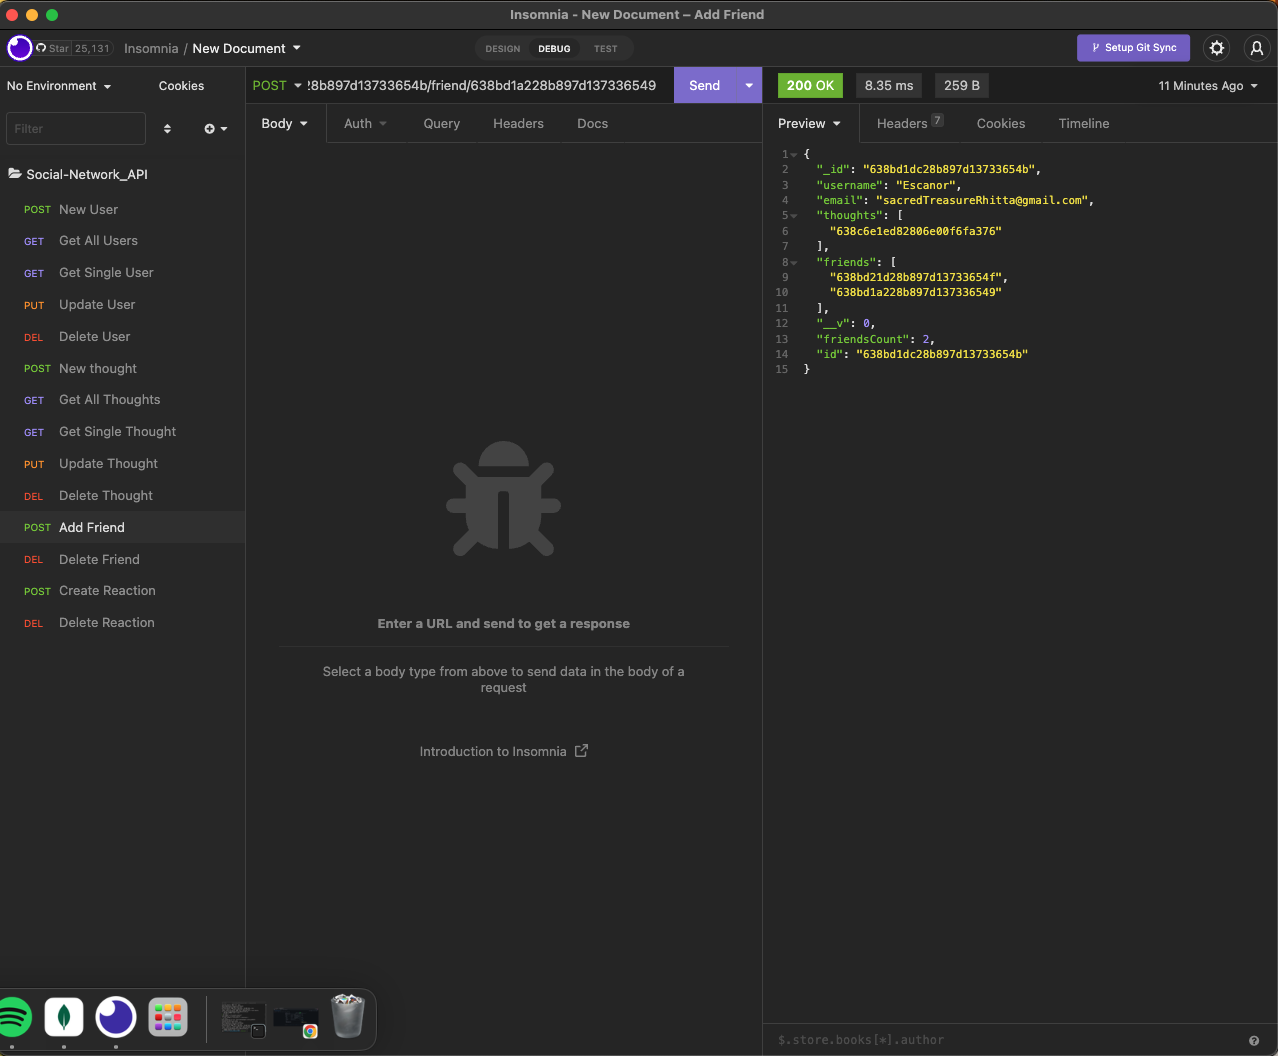 Insomnia - New Document – Add Friend
Star 25,131 Insomnia / New Document DESIGN DEBUG TEST Setup Git Sync
No Environment Cookies
Filter
Social-Network_API
POST New User
GET Get All Users
GET Get Single User
PUT Update User
DEL Delete User
POST New thought
GET Get All Thoughts
GET Get Single Thought
PUT Update Thought
DEL Delete Thought
POST Add Friend
DEL Delete Friend
POST Create Reaction
DEL Delete Reaction
POST !8b897d13733654b/friend/638bd1a228b897d137336549 Send
Body Auth Query Headers Docs
Enter a URL and send to get a response
Select a body type from above to send data in the body of a
request
Introduction to Insomnia
200 OK 8.35 ms 259 B 11 Minutes Ago
Preview Headers 7 Cookies Timeline
1 {
2 "_id": "638bd1dc28b897d13733654b",
3 "username": "Escanor",
4 "email": "sacredTreasureRhitta@gmail.com",
5 "thoughts": [
6 "638c6e1ed82806e00f6fa376"
7 ],
8 "friends": [
9 "638bd21d28b897d13733654f",
10 "638bd1a228b897d137336549"
11 ],
12 "__v": 0,
13 "friendsCount": 2,
14 "id": "638bd1dc28b897d13733654b"
15 }
$.store.books[*].author